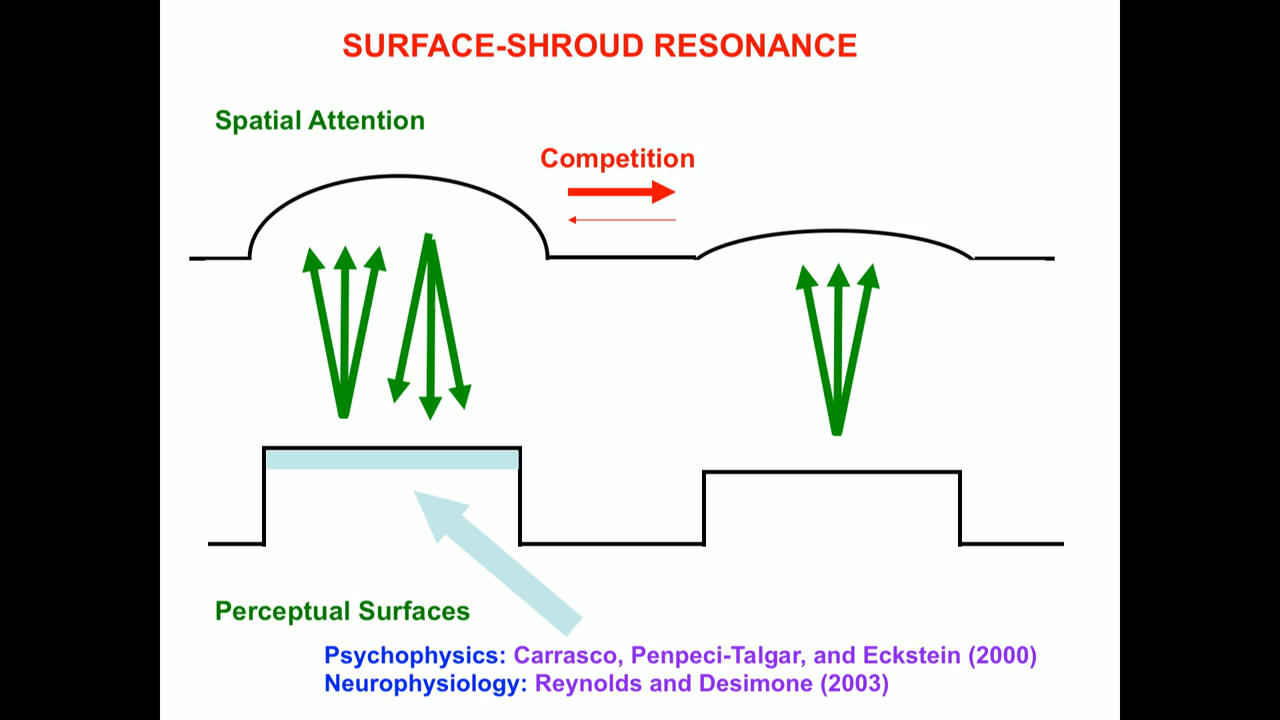 SURFACE-SHROUD RESONANCE
Spatial Attention
Competition
Perceptual Surfaces
Psychophysics: Carrasco, Penpeci-Talgar, and Eckstein (2000)
Neurophysiology: Reynolds and Desimone (2003)